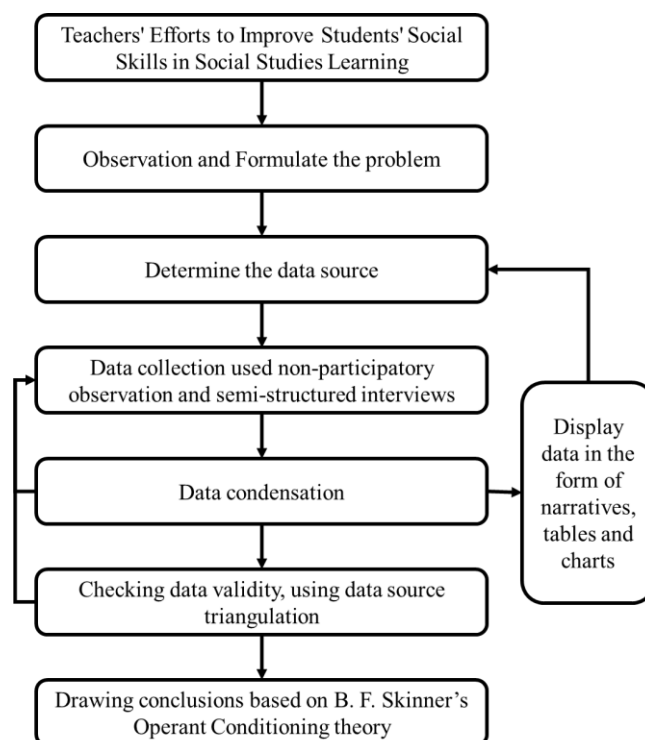 Teachers' Efforts to Improve Students' Social
Skills in Social Studies Learning
Observation and Formulate the problem
Determine the data source
Data collection used non-participatory
observation and semi-structured interviews
Data condensation
Display
data in the
form of
narratives,
tables and
charts
Checking data validity, using data source
triangulation
Drawing conclusions based on B. F. Skinner’s
Operant Conditioning theory